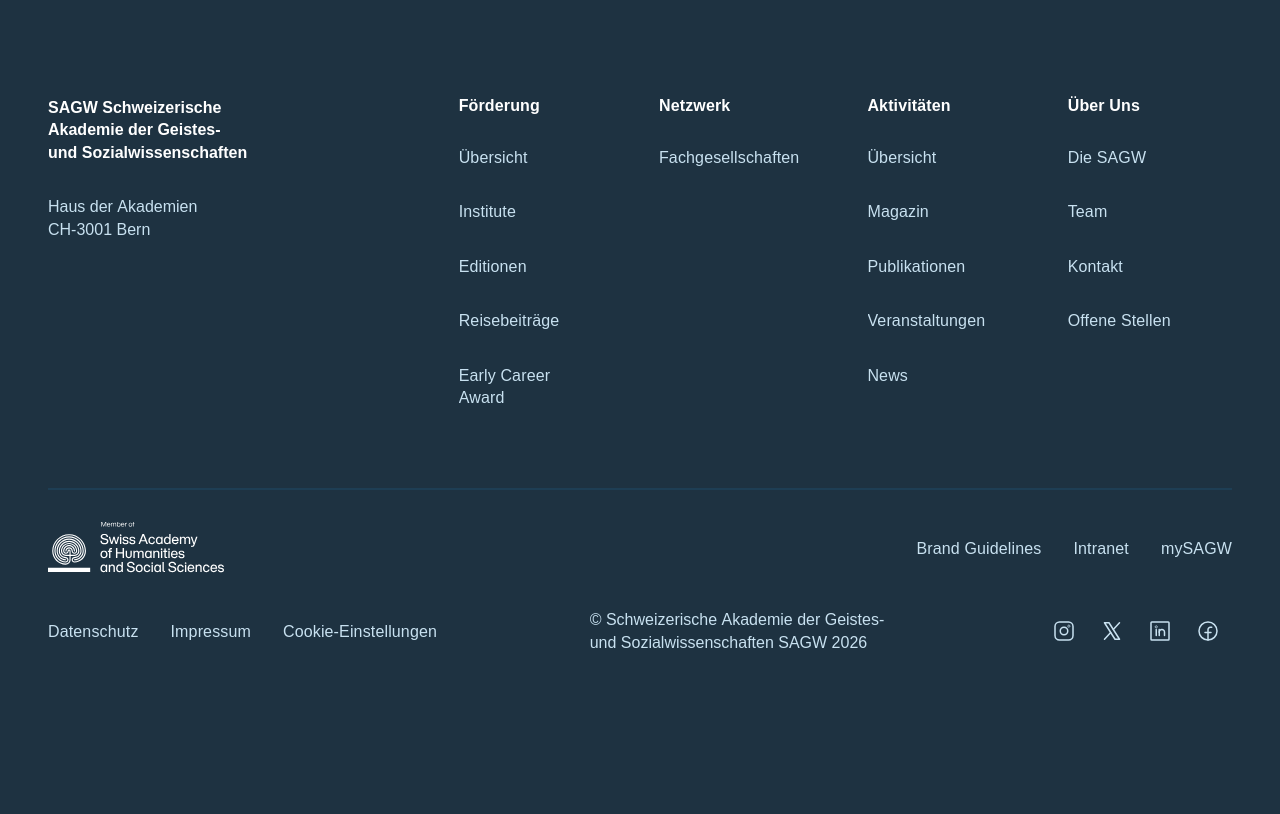 SAGW Schweizerische
Akademie der Geistes-
und Sozialwissenschaften
Haus der Akademien
CH-3001 Bern
Förderung
Übersicht
Institute
Editionen
Reisebeiträge
Early Career
Award
Netzwerk
Fachgesellschaften
Aktivitäten
Übersicht
Magazin
Publikationen
Veranstaltungen
News
Über Uns
Die SAGW
Team
Kontakt
Offene Stellen
Member of
Swiss Academy
of Humanities
and Social Sciences
Brand Guidelines
Intranet
mySAGW
Datenschutz
Impressum
Cookie-Einstellungen
© Schweizerische Akademie der Geistes-
und Sozialwissenschaften SAGW 2026